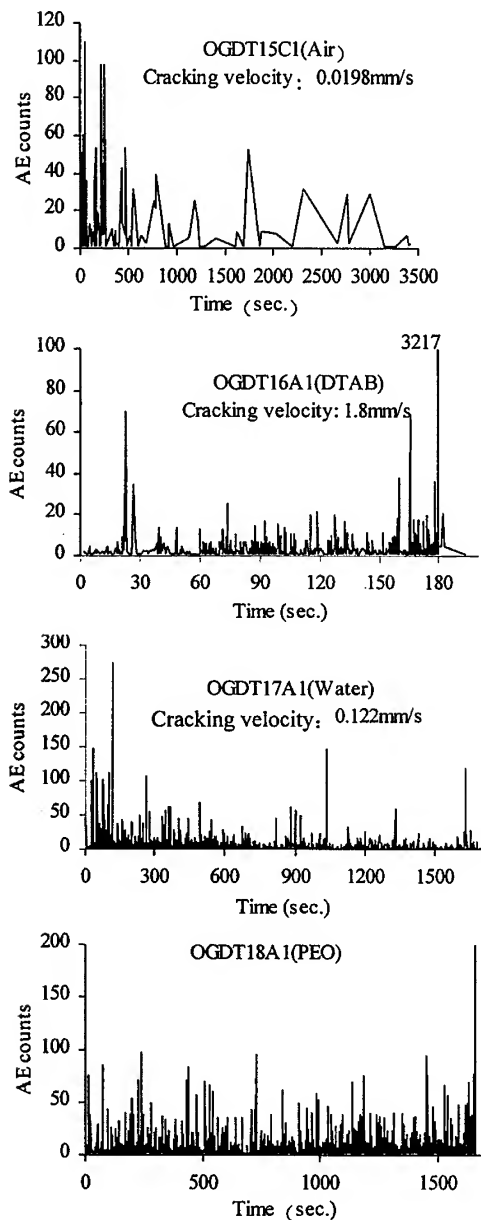 120
100
80
60
40
20
0
AE counts
OGDT15C1(Air)
Cracking velocity: 0.0198mm/s
0 500 1000 1500 2000 2500 3000 3500
Time (sec.)
100
80
60
40
20
0
AE counts
3217
OGDT16A1(DTAB)
Cracking velocity: 1.8mm/s
0 30 60 90 120 .150 180
Time (sec.)
300
250
200
150
100
50
0
AE counts
OGDT17A1(Water)
Cracking velocity: 0.122mm/s
0 300 600 900 1200 1500
Time (sec.)
200
150
100
50
0
AE counts
OGDT18A1(PEO)
0 500 1000 1500
Time (sec.)